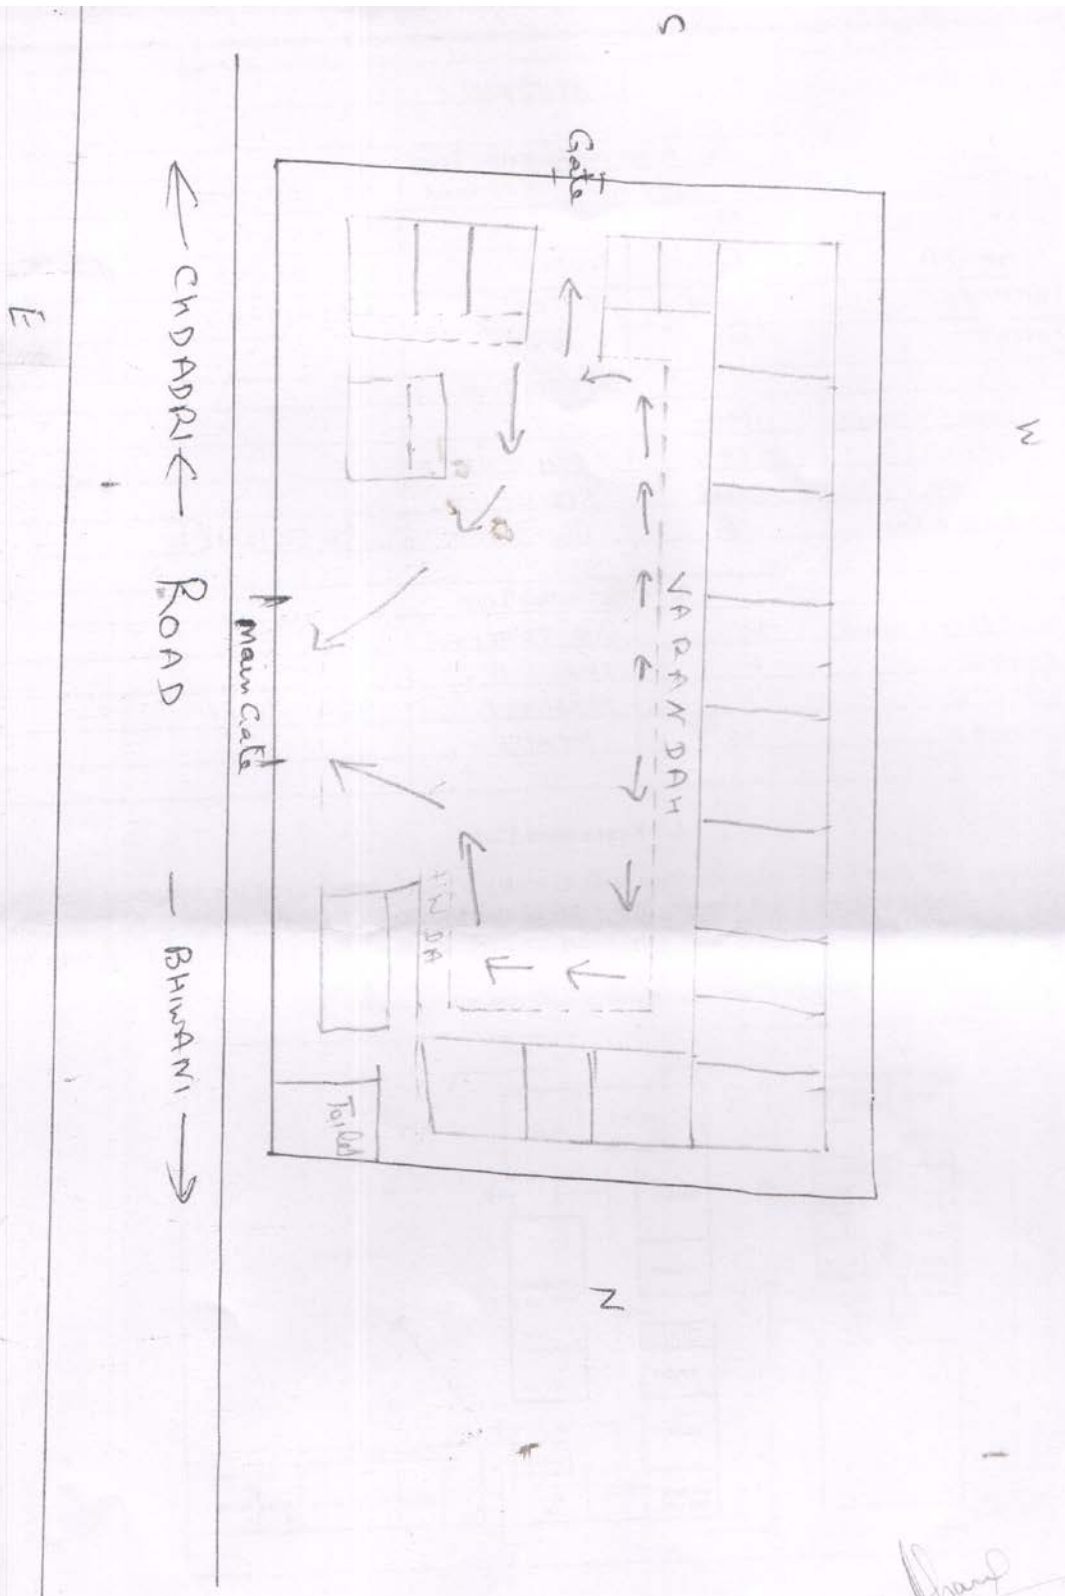 S
Gate
W
VARANDAH
Main Gate
← CHDADRI ← ROAD — BHIWANI →
E
Toilet
N